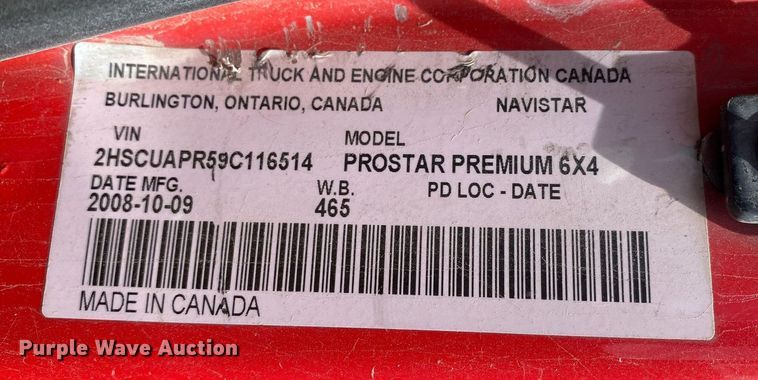 INTERNATIONAL TRUCK AND ENGINE CORPORATION CANADA
BURLINGTON, ONTARIO, CANADA NAVISTAR
VIN MODEL
2HSCUAPR59C116514 PROSTAR PREMIUM 6X4
DATE MFG. W.B. PD LOC - DATE
2008-10-09 465
MADE IN CANADA
Purple Wave Auction